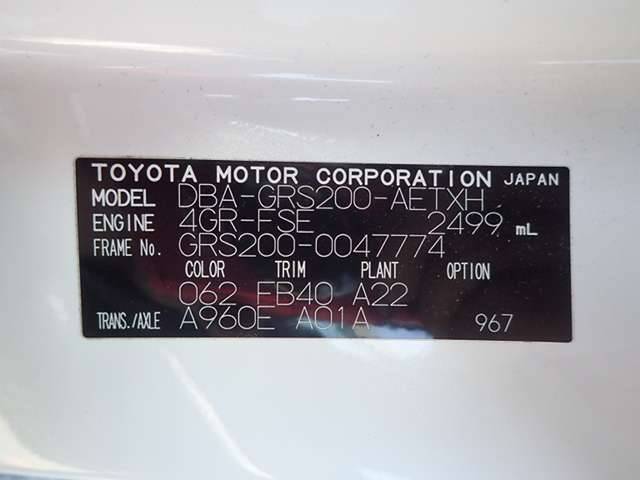 TOYOTA MOTOR CORPORATION JAPAN
MODEL DBA-GRS200-AETXH
ENGINE 4GR-FSE 2499 mL
FRAME No. GRS200-0047774
COLOR TRIM PLANT OPTION
062 FB40 A22
TRANS./AXLE A960E A01A 967